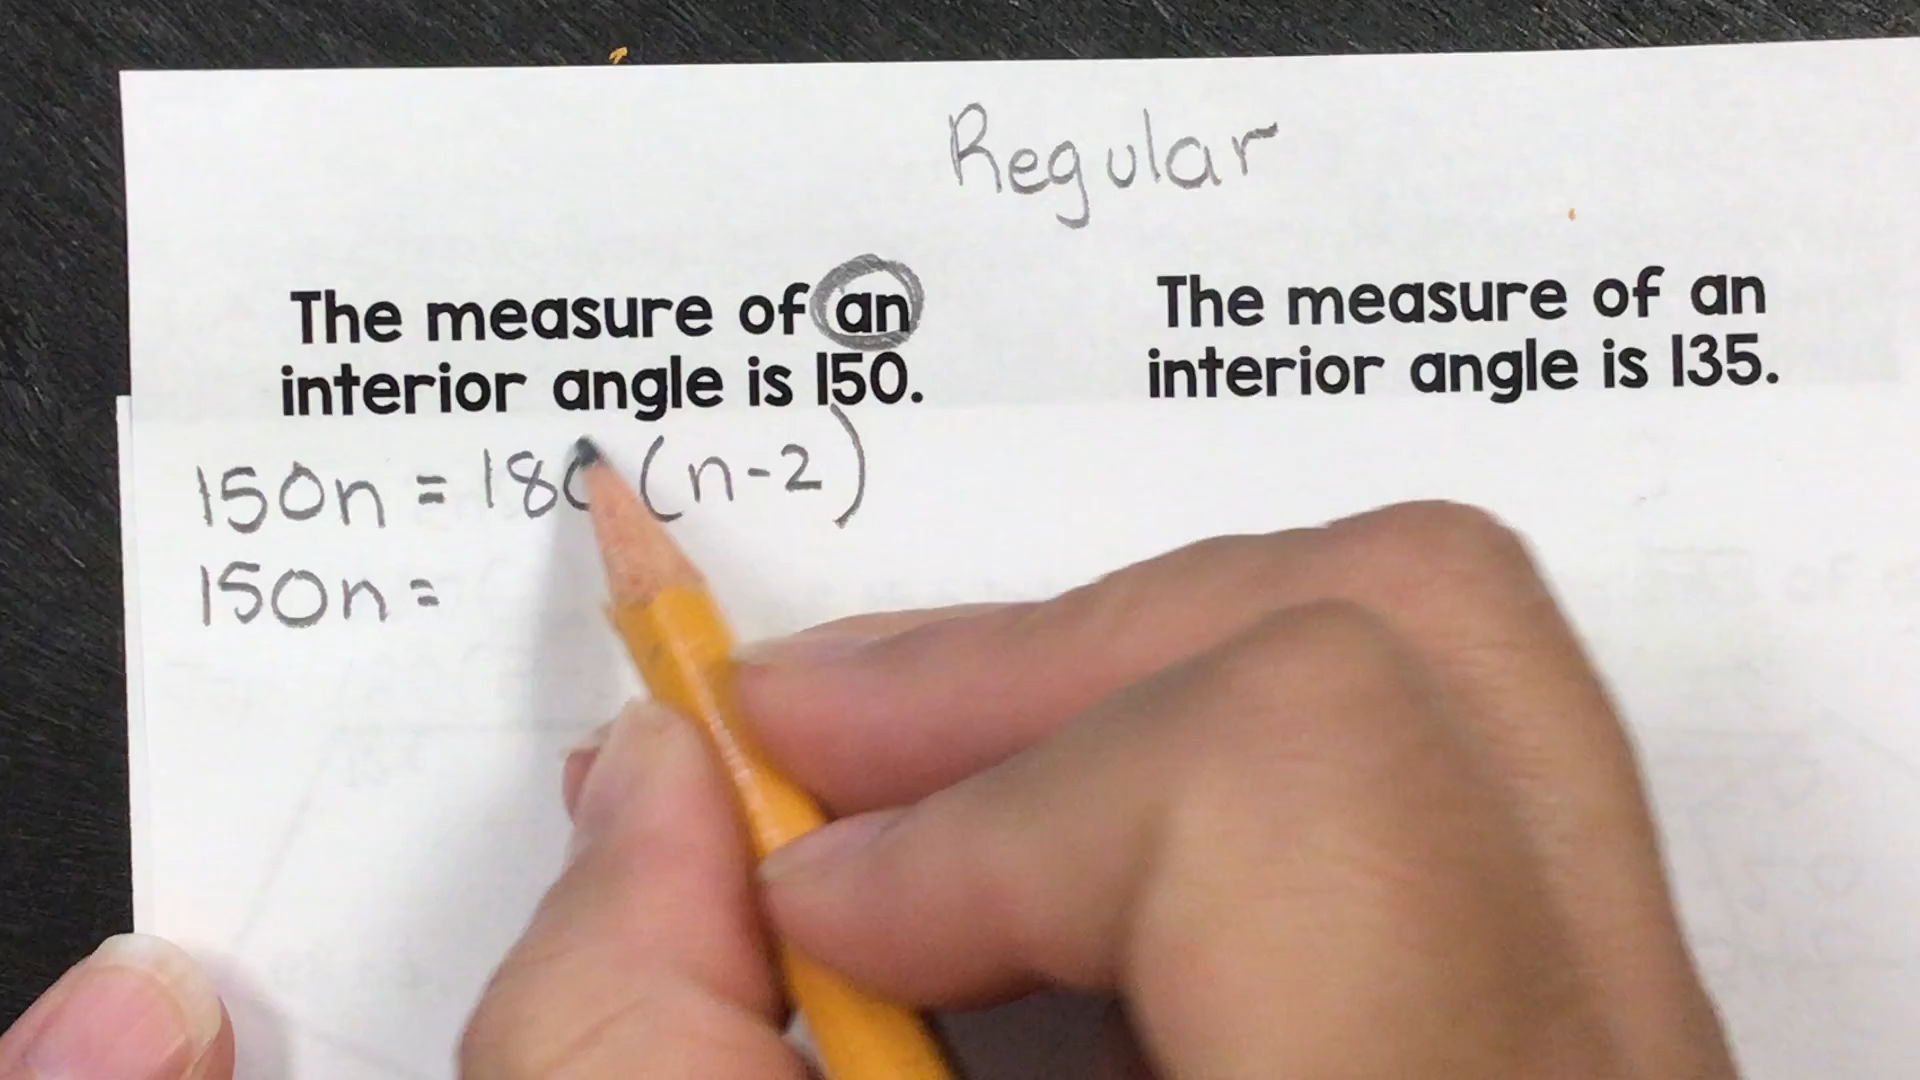 Regular
The measure of an
interior angle is 150.
150n = 180 (n-2)
150n =
The measure of an
interior angle is 135.